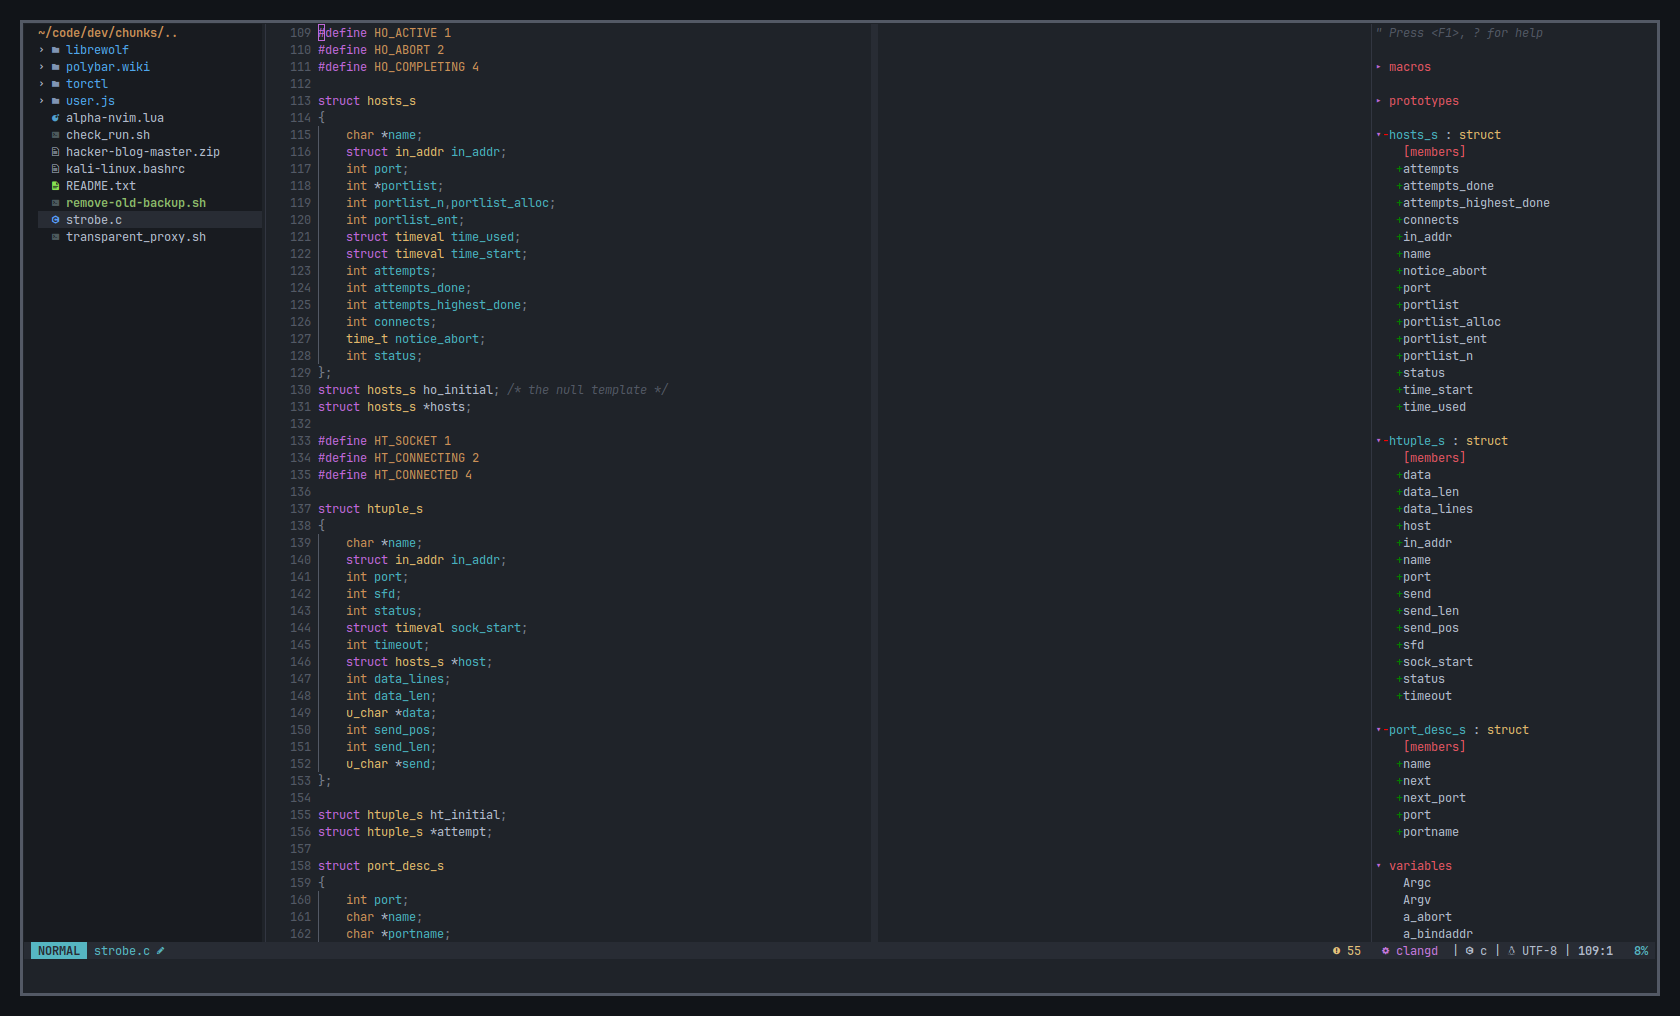 ~/code/dev/chunks/..
› librewolf
› polybar.wiki
› torctl
› user.js
alpha-nvim.lua
check_run.sh
hacker-blog-master.zip
kali-linux.bashrc
README.txt
remove-old-backup.sh
strobe.c
transparent_proxy.sh
109 #define HO_ACTIVE 1
110 #define HO_ABORT 2
111 #define HO_COMPLETING 4
112
113 struct hosts_s
114 {
115     char *name;
116     struct in_addr in_addr;
117     int port;
118     int *portlist;
119     int portlist_n,portlist_alloc;
120     int portlist_ent;
121     struct timeval time_used;
122     struct timeval time_start;
123     int attempts;
124     int attempts_done;
125     int attempts_highest_done;
126     int connects;
127     time_t notice_abort;
128     int status;
129 };
130 struct hosts_s ho_initial; /* the null template */
131 struct hosts_s *hosts;
132
133 #define HT_SOCKET 1
134 #define HT_CONNECTING 2
135 #define HT_CONNECTED 4
136
137 struct htuple_s
138 {
139     char *name;
140     struct in_addr in_addr;
141     int port;
142     int sfd;
143     int status;
144     struct timeval sock_start;
145     int timeout;
146     struct hosts_s *host;
147     int data_lines;
148     int data_len;
149     u_char *data;
150     int send_pos;
151     int send_len;
152     u_char *send;
153 };
154
155 struct htuple_s ht_initial;
156 struct htuple_s *attempt;
157
158 struct port_desc_s
159 {
160     int port;
161     char *name;
162     char *portname;
" Press <F1>, ? for help
▸ macros
▸ prototypes
▾-hosts_s : struct
[members]
+attempts
+attempts_done
+attempts_highest_done
+connects
+in_addr
+name
+notice_abort
+port
+portlist
+portlist_alloc
+portlist_ent
+portlist_n
+status
+time_start
+time_used
▾-htuple_s : struct
[members]
+data
+data_len
+data_lines
+host
+in_addr
+name
+port
+send
+send_len
+send_pos
+sfd
+sock_start
+status
+timeout
▾-port_desc_s : struct
[members]
+name
+next
+next_port
+port
+portname
▾ variables
Argc
Argv
a_abort
a_bindaddr
NORMAL strobe.c 55 clangd | c | UTF-8 | 109:1 8%